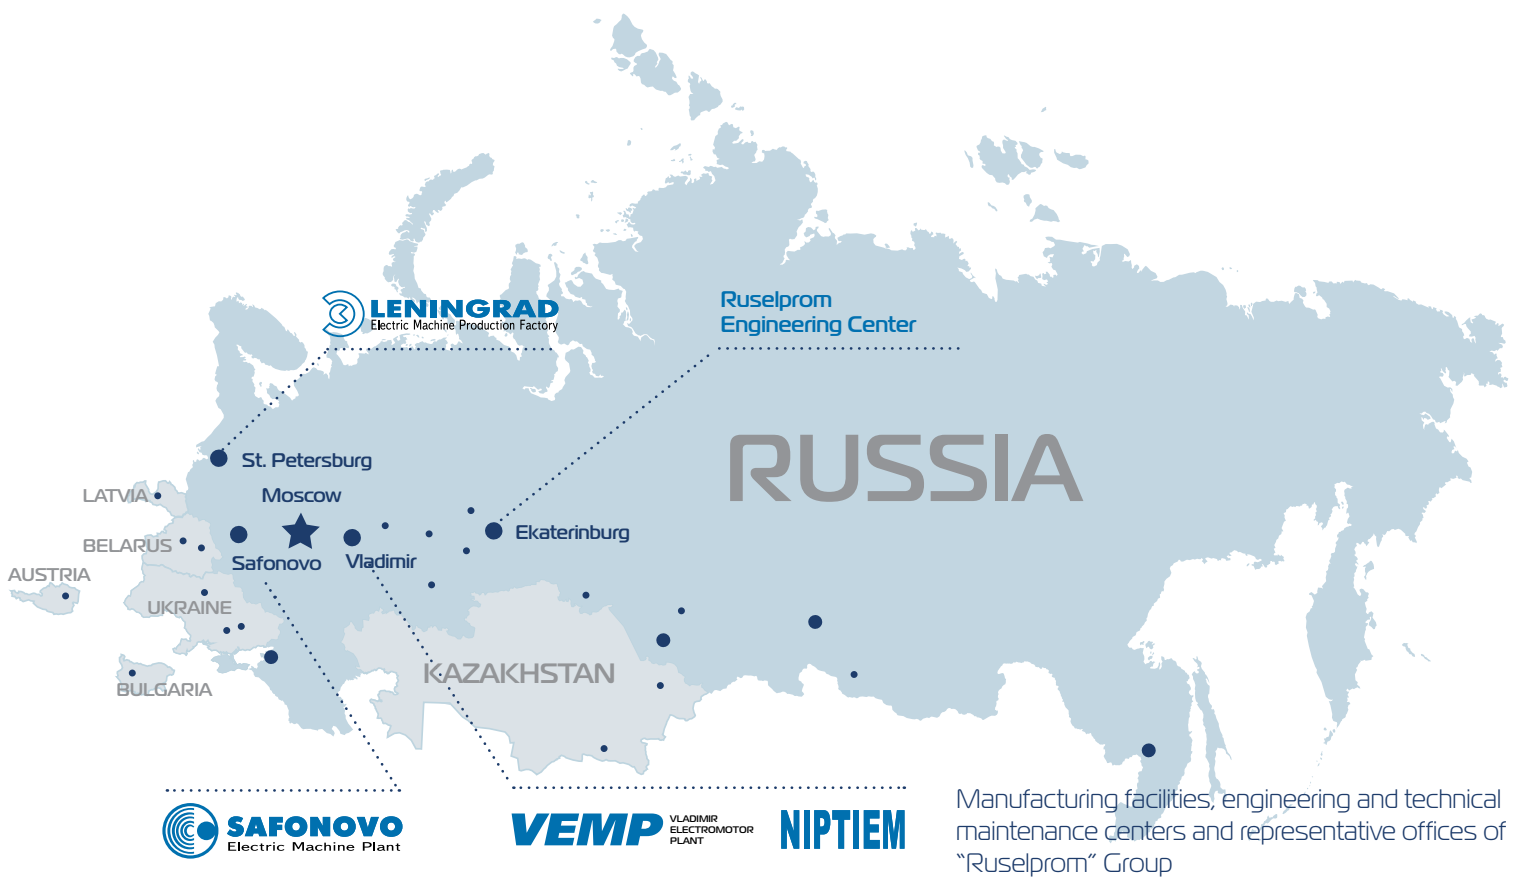 LENINGRAD
Electric Machine Production Factory
Ruselprom
Engineering Center
RUSSIA
St. Petersburg
LATVIA
Moscow
BELARUS
Ekaterinburg
Safonovo
Vladimir
AUSTRIA
UKRAINE
KAZAKHSTAN
BULGARIA
SAFONOVO
Electric Machine Plant
VEMP
VLADIMIR
ELECTROMOTOR
PLANT
NIPTIEM
Manufacturing facilities, engineering and technical
maintenance centers and representative offices of
“Ruselprom” Group